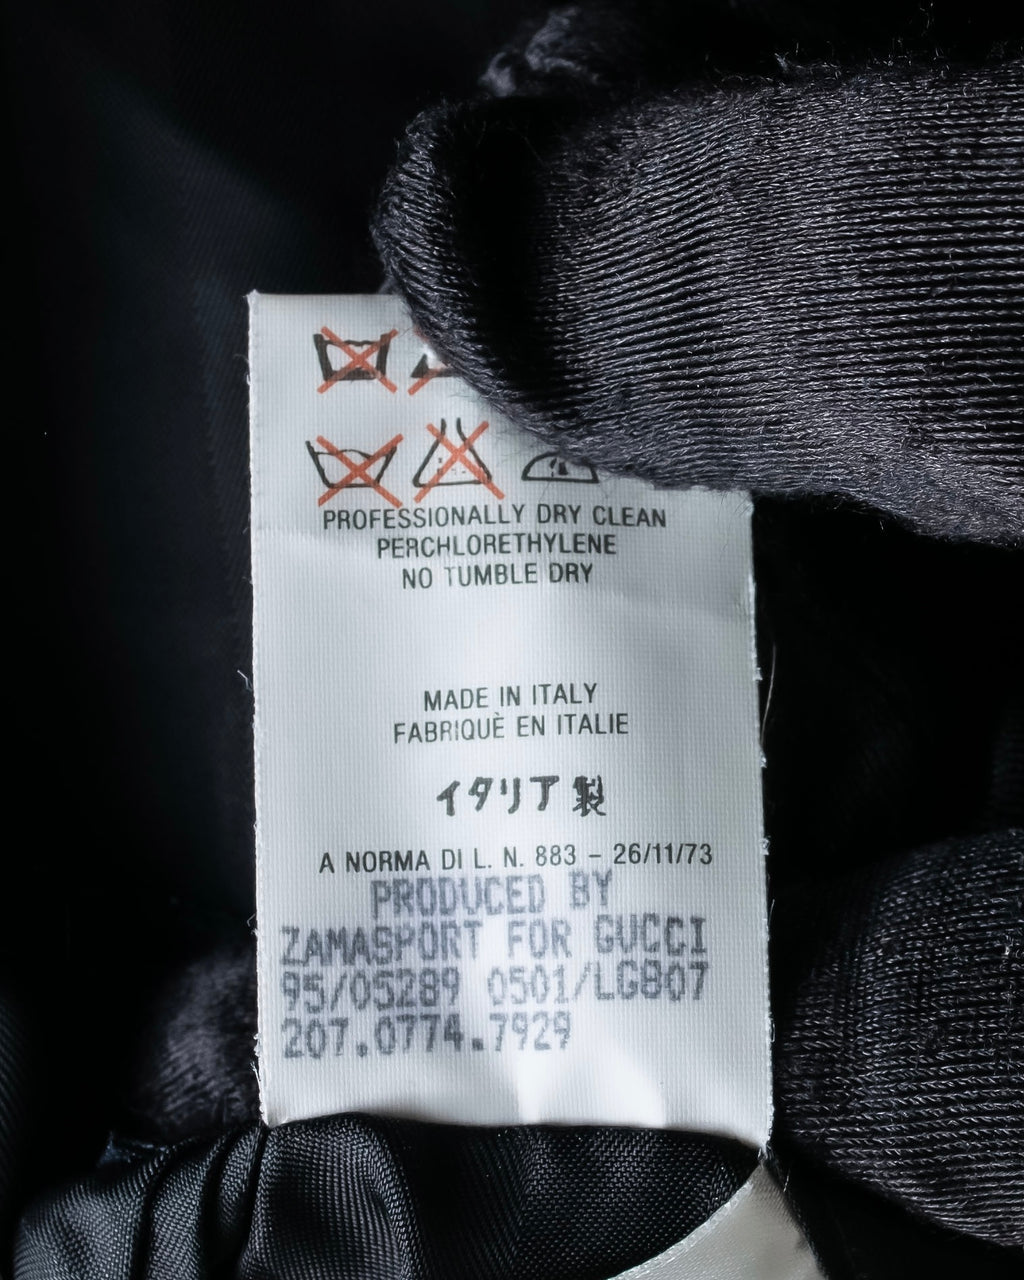 PROFESSIONALLY DRY CLEAN
PERCHLORETHYLENE
NO TUMBLE DRY
MADE IN ITALY
FABRIQUÈ EN ITALIE
イタリア製
A NORMA DI L. N. 883 – 26/11/73
PRODUCED BY
ZAMASPORT FOR GUCCI
95/05289 0501/LG807
207.0774.7929